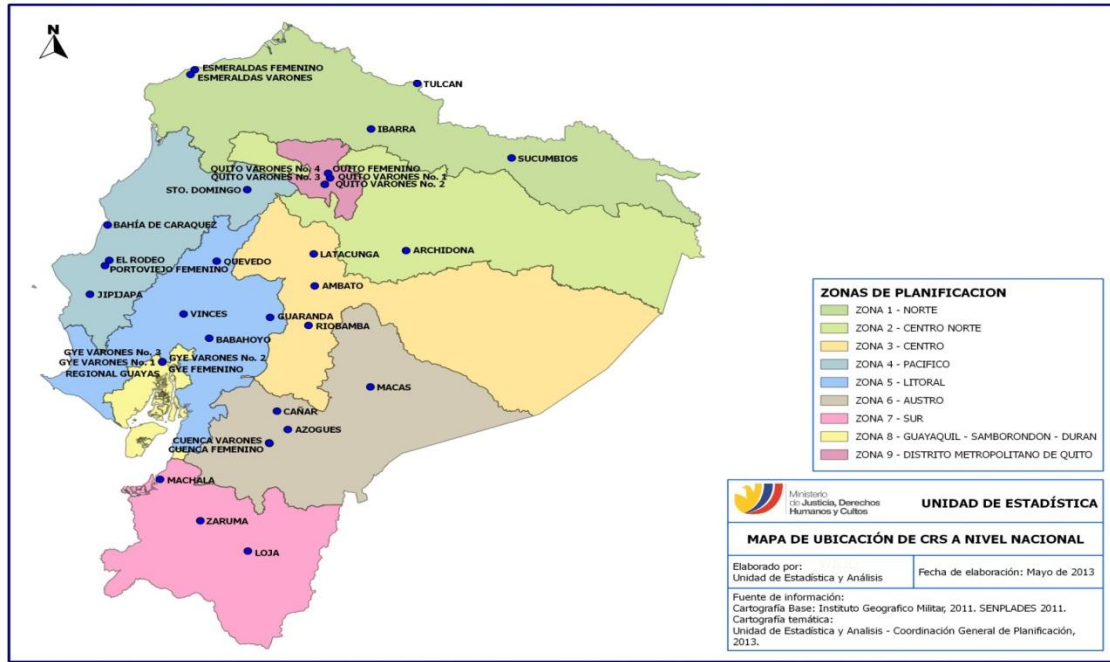 N
ESMERALDAS FEMENINO
ESMERALDAS VARONES
TULCAN
IBARRA
SUCUMBIOS
QUITO VARONES No. 4
QUITO FEMENINO
QUITO VARONES No. 3
QUITO VARONES No. 1
QUITO VARONES No. 2
STO. DOMINGO
BAHÍA DE CARAQUEZ
EL RODEO
PORTOVIEJO FEMENINO
QUEVEDO
LATACUNGA
ARCHIDONA
AMBATO
JIPIJAPA
VINCES
GUARANDA
RIOBAMBA
BABAHOYO
GYE VARONES No. 3
GYE VARONES No. 2
GYE VARONES No. 1
GYE FEMENINO
REGIONAL GUAYAS
MACAS
CAÑAR
AZOGUES
CUENCA VARONES
CUENCA FEMENINO
MACHALA
ZARUMA
LOJA
ZONAS DE PLANIFICACION
ZONA 1 - NORTE
ZONA 2 - CENTRO NORTE
ZONA 3 - CENTRO
ZONA 4 - PACIFICO
ZONA 5 - LITORAL
ZONA 6 - AUSTRO
ZONA 7 - SUR
ZONA 8 - GUAYAQUIL - SAMBORONDON - DURAN
ZONA 9 - DISTRITO METROPOLITANO DE QUITO
Ministerio
de Justicia, Derechos
Humanos y Cultos
UNIDAD DE ESTADÍSTICA
MAPA DE UBICACIÓN DE CRS A NIVEL NACIONAL
Elaborado por:
Unidad de Estadística y Análisis
Fecha de elaboración: Mayo de 2013
Fuente de información:
Cartografía Base: Instituto Geografico Militar, 2011. SENPLADES 2011.
Cartografía temática:
Unidad de Estadística y Analisis - Coordinación General de Planificación,
2013.